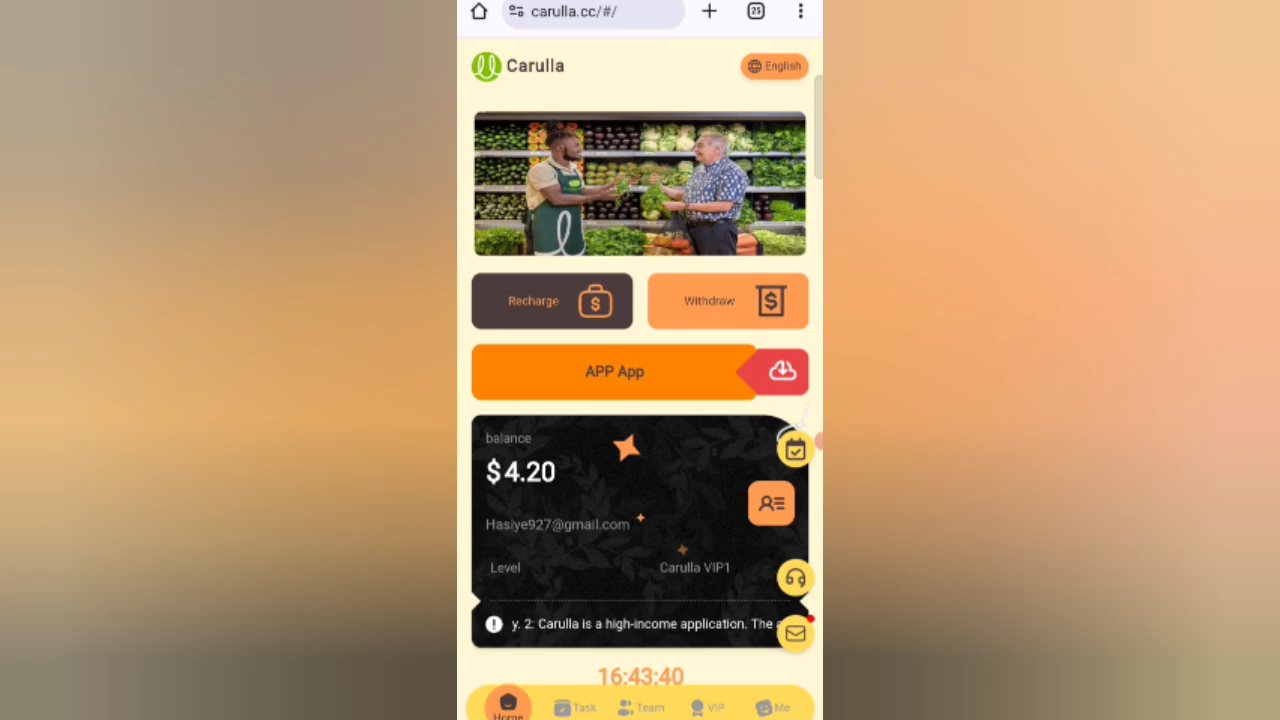 carulla.cc/#/
25
Carulla
English
Recharge
$
Withdraw
$
APP App
balance
$4.20
Hasiye927@gmail.com
Level
Carulla VIP1
y. 2: Carulla is a high-income application. The
16:43:40
Home
Task
Team
VIP
Me